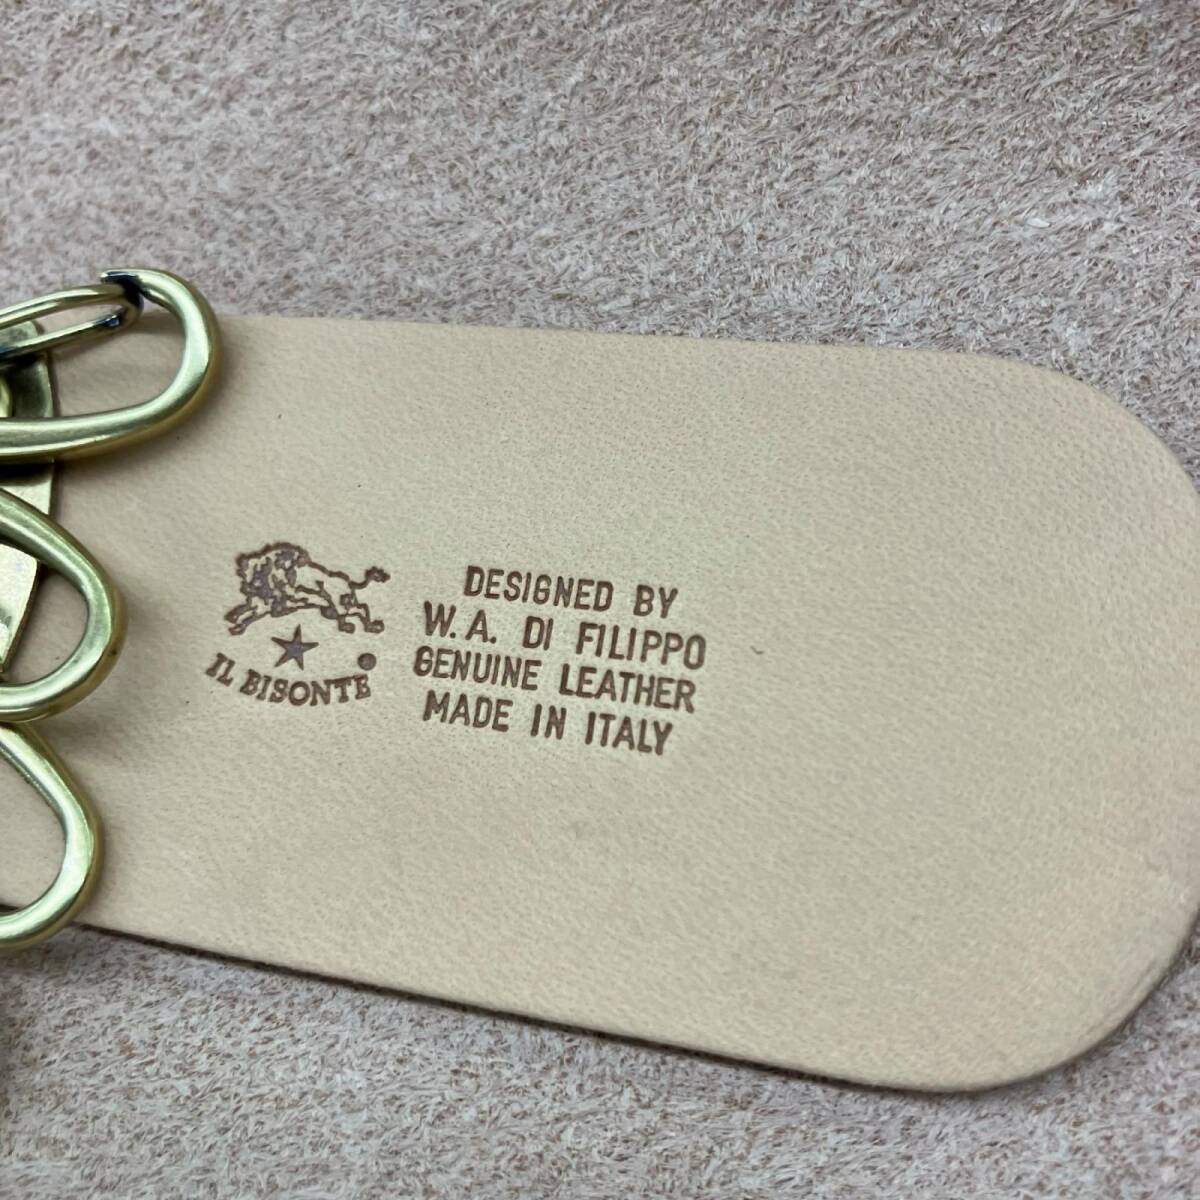 IL BISONTE ®
DESIGNED BY
W. A. DI FILIPPO
GENUINE LEATHER
MADE IN ITALY